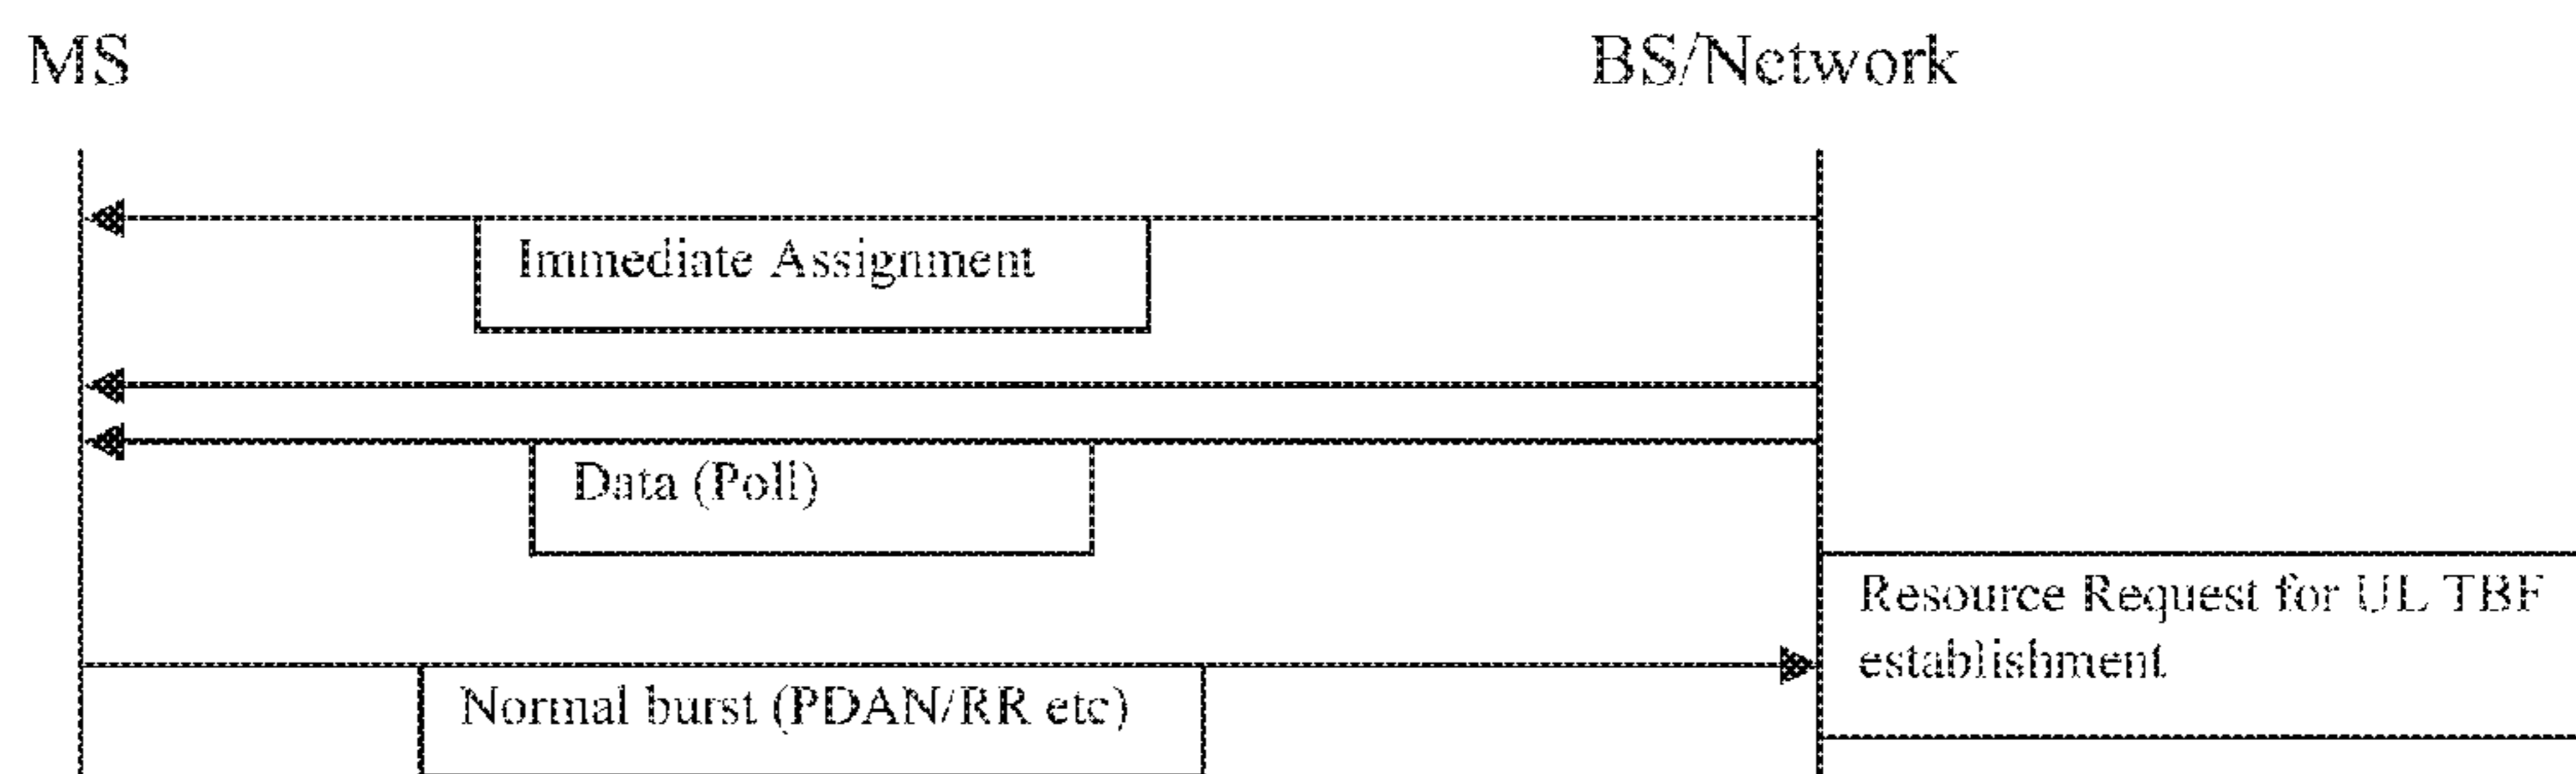 MS
BS/Network
Immediate Assignment
Data (Poll)
Resource Request for UL TBF
establishment
Normal burst (PDAN/RR etc)